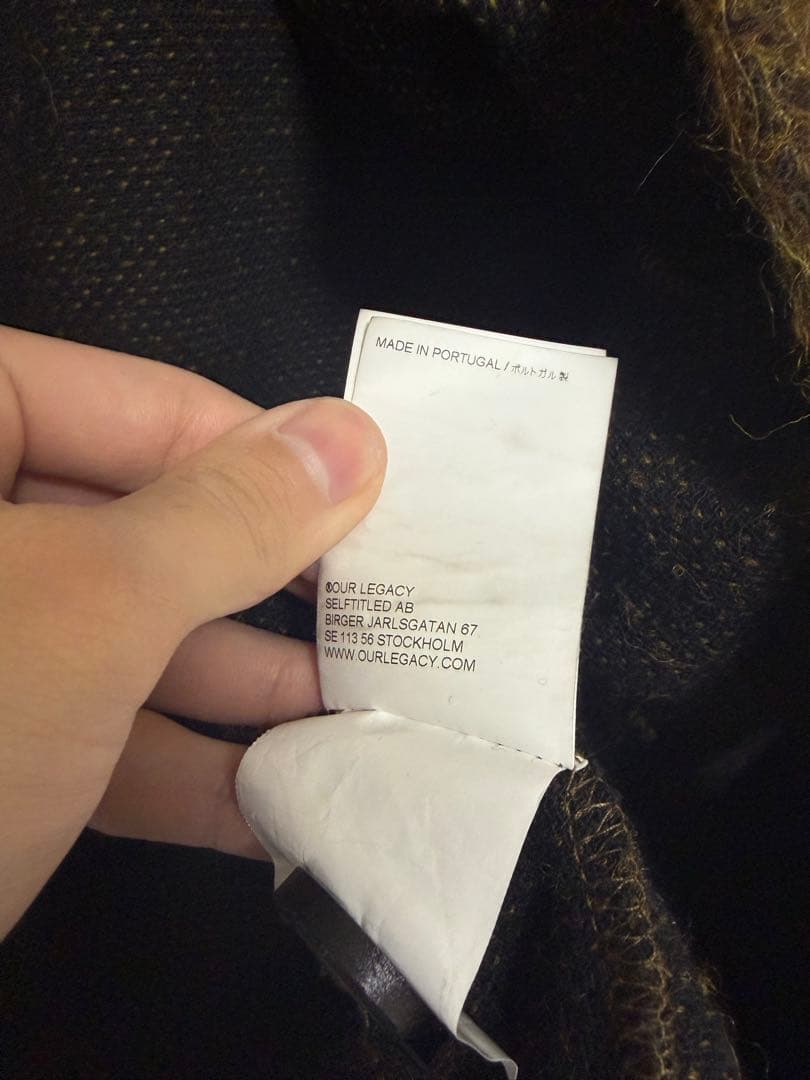 MADE IN PORTUGAL / ポルトガル製
®OUR LEGACY
SELFTITLED AB
BIRGER JARLSGATAN 67
SE 113 56 STOCKHOLM
WWW.OURLEGACY.COM